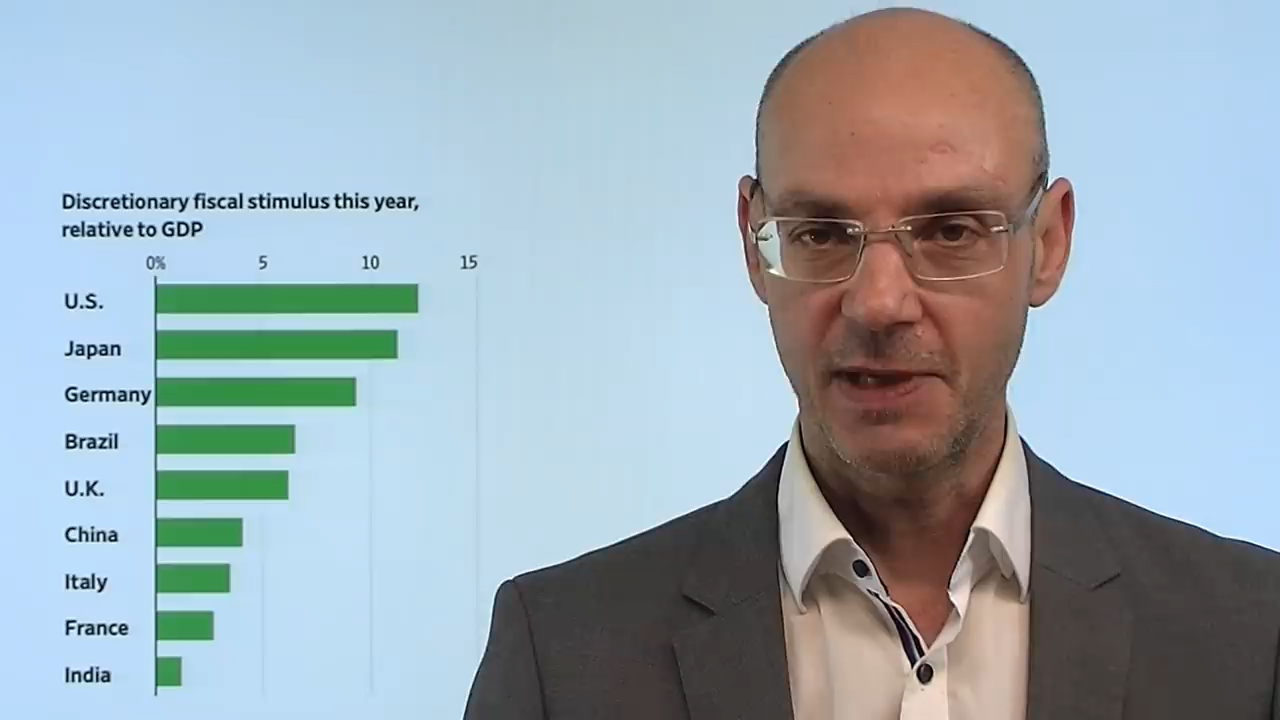 Discretionary fiscal stimulus this year,
relative to GDP
0% 5 10 15
U.S.
Japan
Germany
Brazil
U.K.
China
Italy
France
India